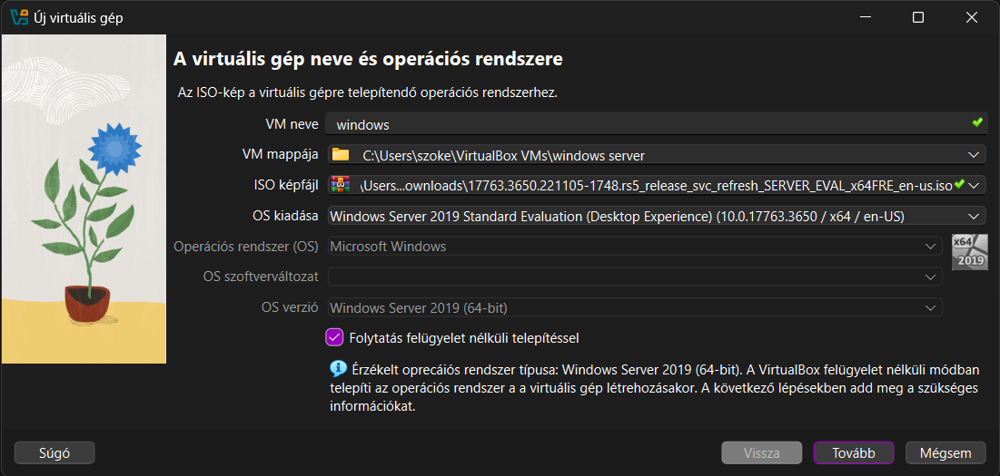 Új virtuális gép
A virtuális gép neve és operációs rendszere
Az ISO-kép a virtuális gépre telepítendő operációs rendszerhez.
VM neve windows
VM mappája C:\Users\szoke\VirtualBox VMs\windows server
ISO képfájl \Users...ownloads\17763.3650.221105-1748.rs5_release_svc_refresh_SERVER_EVAL_x64FRE_en-us.iso
OS kiadása Windows Server 2019 Standard Evaluation (Desktop Experience) (10.0.17763.3650 / x64 / en-US)
Operációs rendszer (OS) Microsoft Windows
x64
2019
OS szoftverváltozat
OS verzió Windows Server 2019 (64-bit)
Folytatás felügyelet nélküli telepítéssel
Érzékelt oprecáiós rendszer típusa: Windows Server 2019 (64-bit). A VirtualBox felügyelet nélküli módban
telepíti az operációs rendszer a a virtuális gép létrehozásakor. A következő lépésekben add meg a szükséges
információkat.
Súgó Vissza Tovább Mégsem